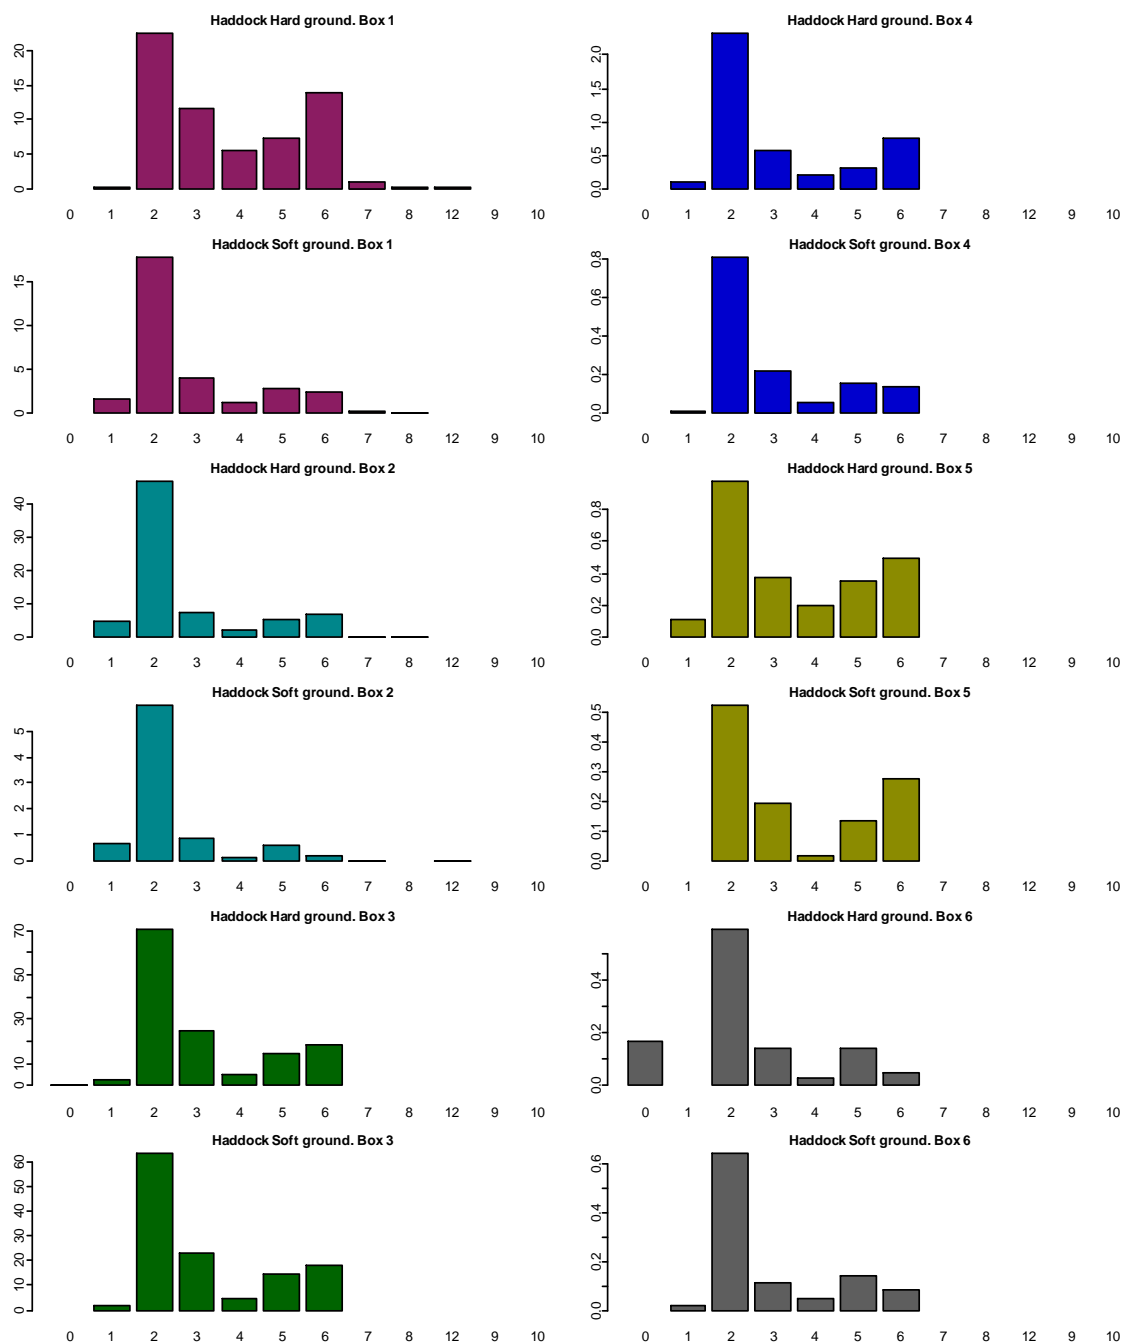 Haddock Hard ground. Box 1
20
15
10
5
0
0 1 2 3 4 5 6 7 8 12 9 10
Haddock Hard ground. Box 4
2.0
1.5
1.0
0.5
0.0
0 1 2 3 4 5 6 7 8 12 9 10
Haddock Soft ground. Box 1
15
10
5
0
0 1 2 3 4 5 6 7 8 12 9 10
Haddock Soft ground. Box 4
0.8
0.6
0.4
0.2
0.0
0 1 2 3 4 5 6 7 8 12 9 10
Haddock Hard ground. Box 2
40
30
20
10
0
0 1 2 3 4 5 6 7 8 12 9 10
Haddock Hard ground. Box 5
0.8
0.6
0.4
0.2
0.0
0 1 2 3 4 5 6 7 8 12 9 10
Haddock Soft ground. Box 2
5
4
3
2
1
0
0 1 2 3 4 5 6 7 8 12 9 10
Haddock Soft ground. Box 5
0.5
0.4
0.3
0.2
0.1
0.0
0 1 2 3 4 5 6 7 8 12 9 10
Haddock Hard ground. Box 3
70
50
30
10
0
0 1 2 3 4 5 6 7 8 12 9 10
Haddock Hard ground. Box 6
0.4
0.2
0.0
0 1 2 3 4 5 6 7 8 12 9 10
Haddock Soft ground. Box 3
60
50
40
30
20
10
0
0 1 2 3 4 5 6 7 8 12 9 10
Haddock Soft ground. Box 6
0.6
0.4
0.2
0.0
0 1 2 3 4 5 6 7 8 12 9 10